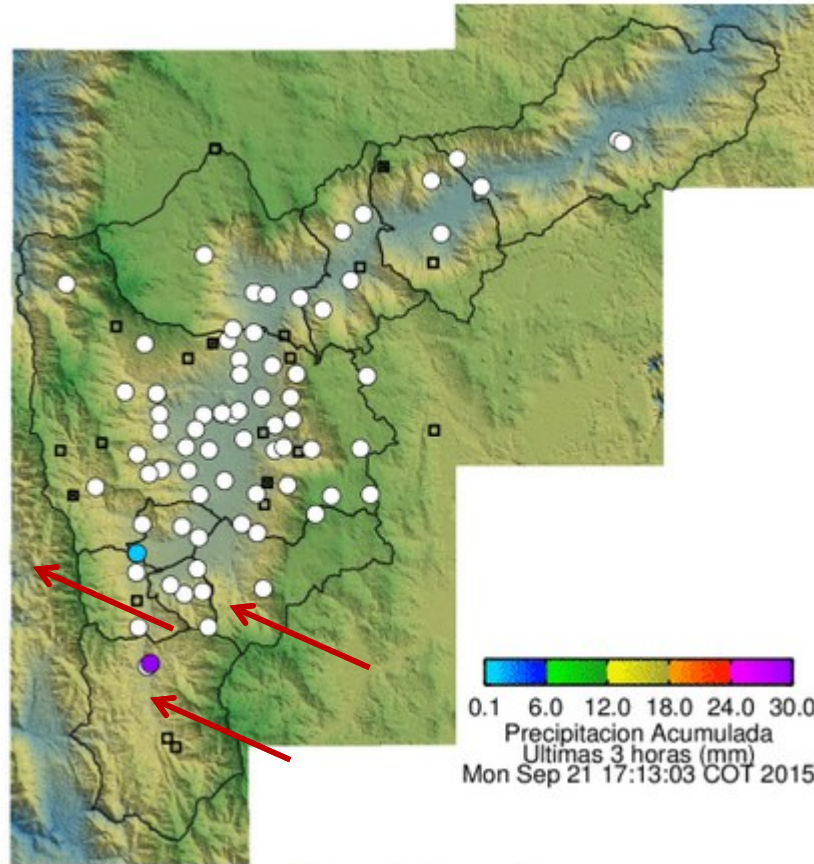 0.1 6.0 12.0 18.0 24.0 30.0
Precipitacion Acumulada
Ultimas 3 horas (mm)
Mon Sep 21 17:13:03 COT 2015